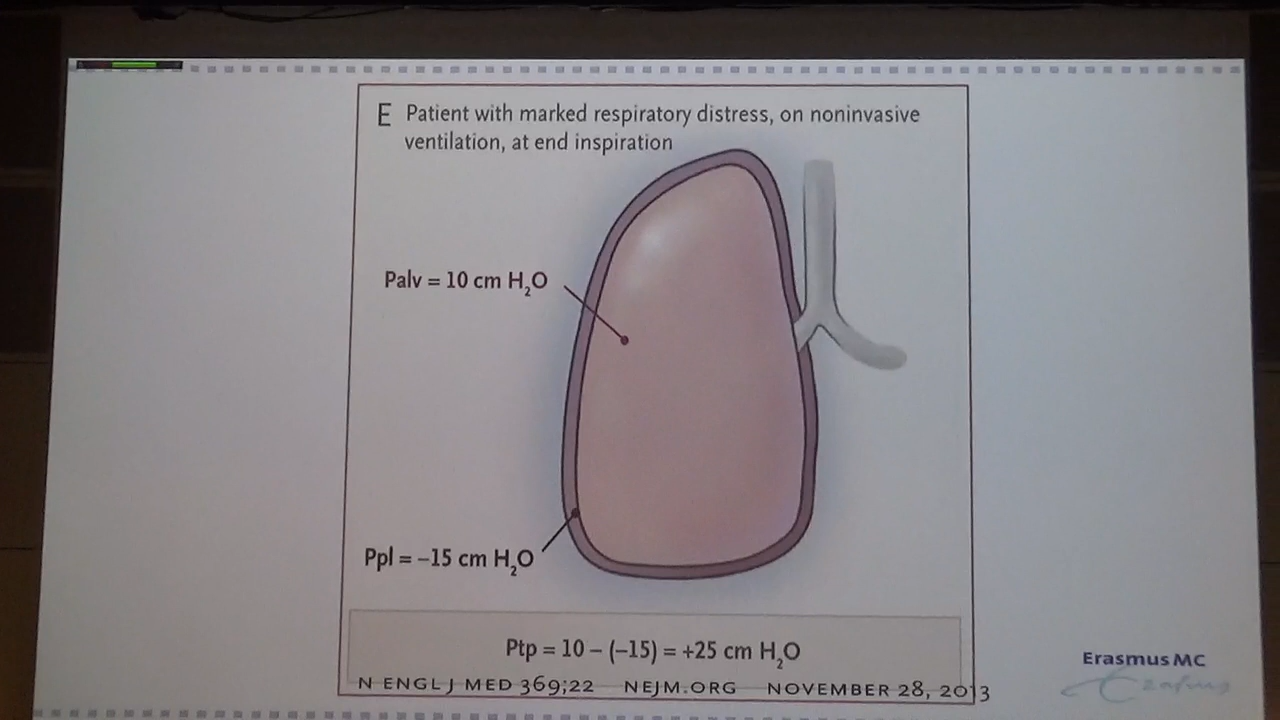 E Patient with marked respiratory distress, on noninvasive
ventilation, at end inspiration
Palv = 10 cm H₂O
Ppl = –15 cm H₂O
Ptp = 10 – (–15) = +25 cm H₂O
N ENGL J MED 369;22 NEJM.ORG NOVEMBER 28, 2013
Erasmus MC
Erasmus